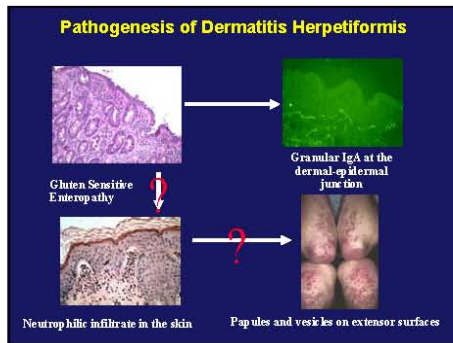 Pathogenesis of Dermatitis Herpetiformis
Granular IgA at the
dermal-epidermal
junction
Gluten Sensitive
Enteropathy
?
?
Neutrophilic infiltrate in the skin
Papules and vesicles on extensor surfaces